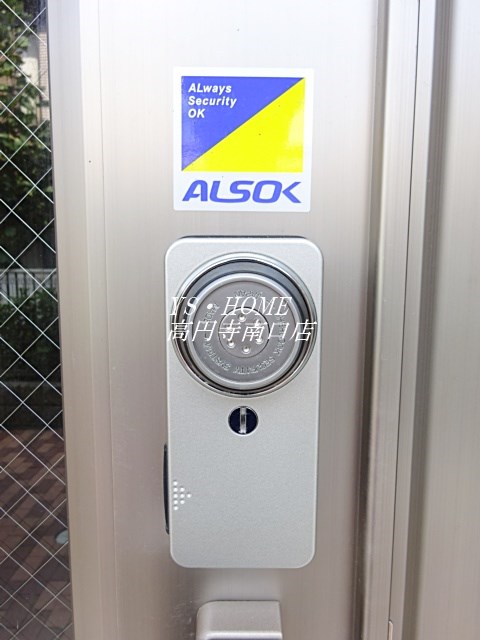 ALways
Security
OK
ALSOK
YS HOME
高円寺南口店